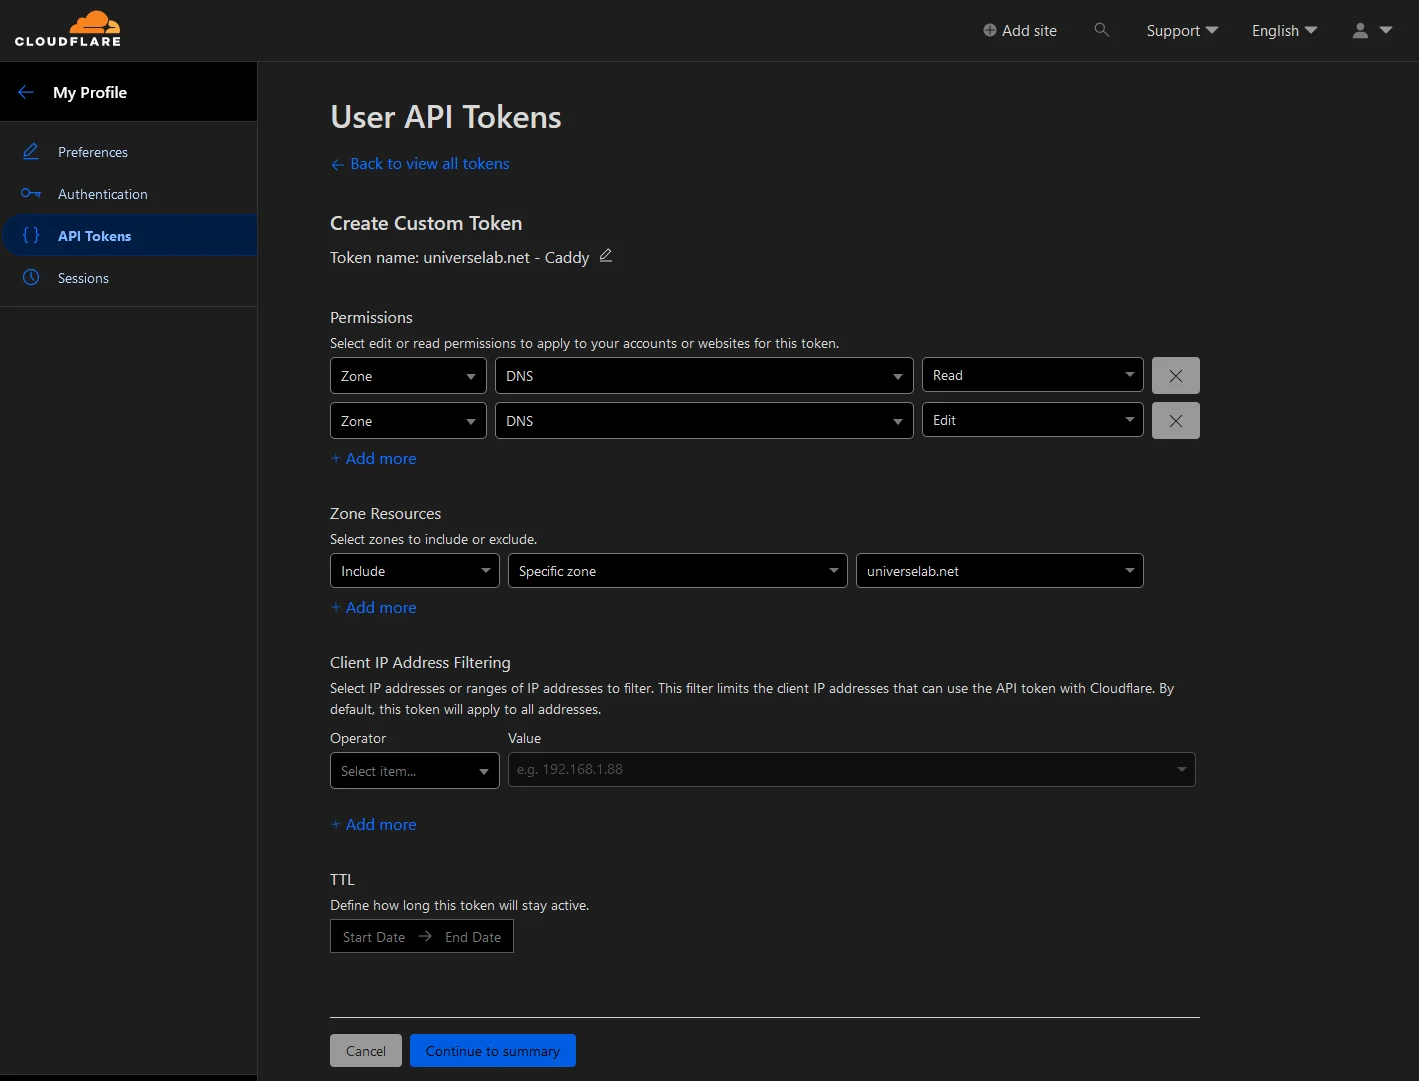 CLOUDFLARE
Add site
Support
English
My Profile
Preferences
Authentication
API Tokens
Sessions
User API Tokens
← Back to view all tokens
Create Custom Token
Token name: universelab.net - Caddy
Permissions
Select edit or read permissions to apply to your accounts or websites for this token.
Zone DNS Read
Zone DNS Edit
+ Add more
Zone Resources
Select zones to include or exclude.
Include Specific zone universelab.net
+ Add more
Client IP Address Filtering
Select IP addresses or ranges of IP addresses to filter. This filter limits the client IP addresses that can use the API token with Cloudflare. By
default, this token will apply to all addresses.
Operator Value
Select item... e.g. 192.168.1.88
+ Add more
TTL
Define how long this token will stay active.
Start Date → End Date
Cancel Continue to summary